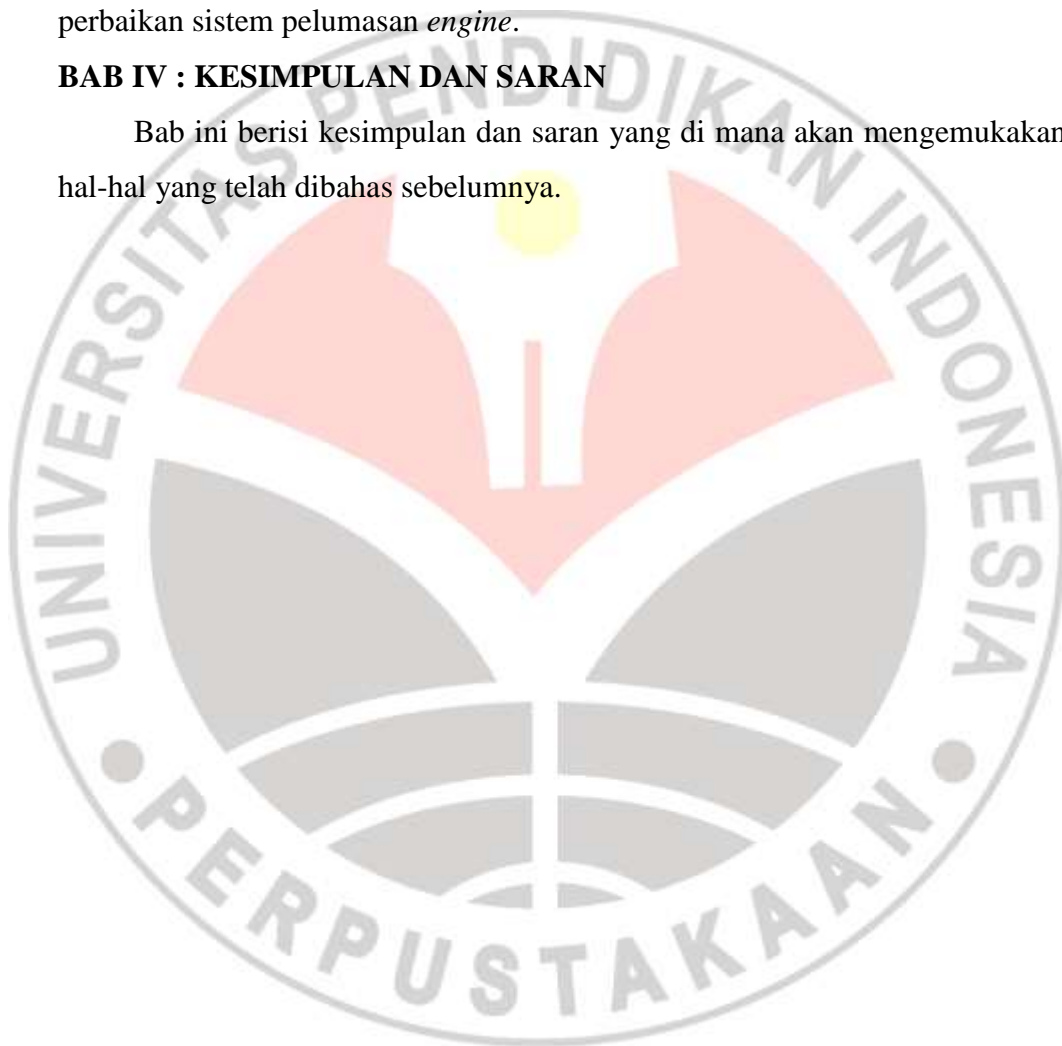 perbaikan sistem pelumasan engine.
BAB IV : KESIMPULAN DAN SARAN
Bab ini berisi kesimpulan dan saran yang di mana akan mengemukakan
hal-hal yang telah dibahas sebelumnya.
UNIVERSITAS PENDIDIKAN INDONESIA
PERPUSTAKAAN